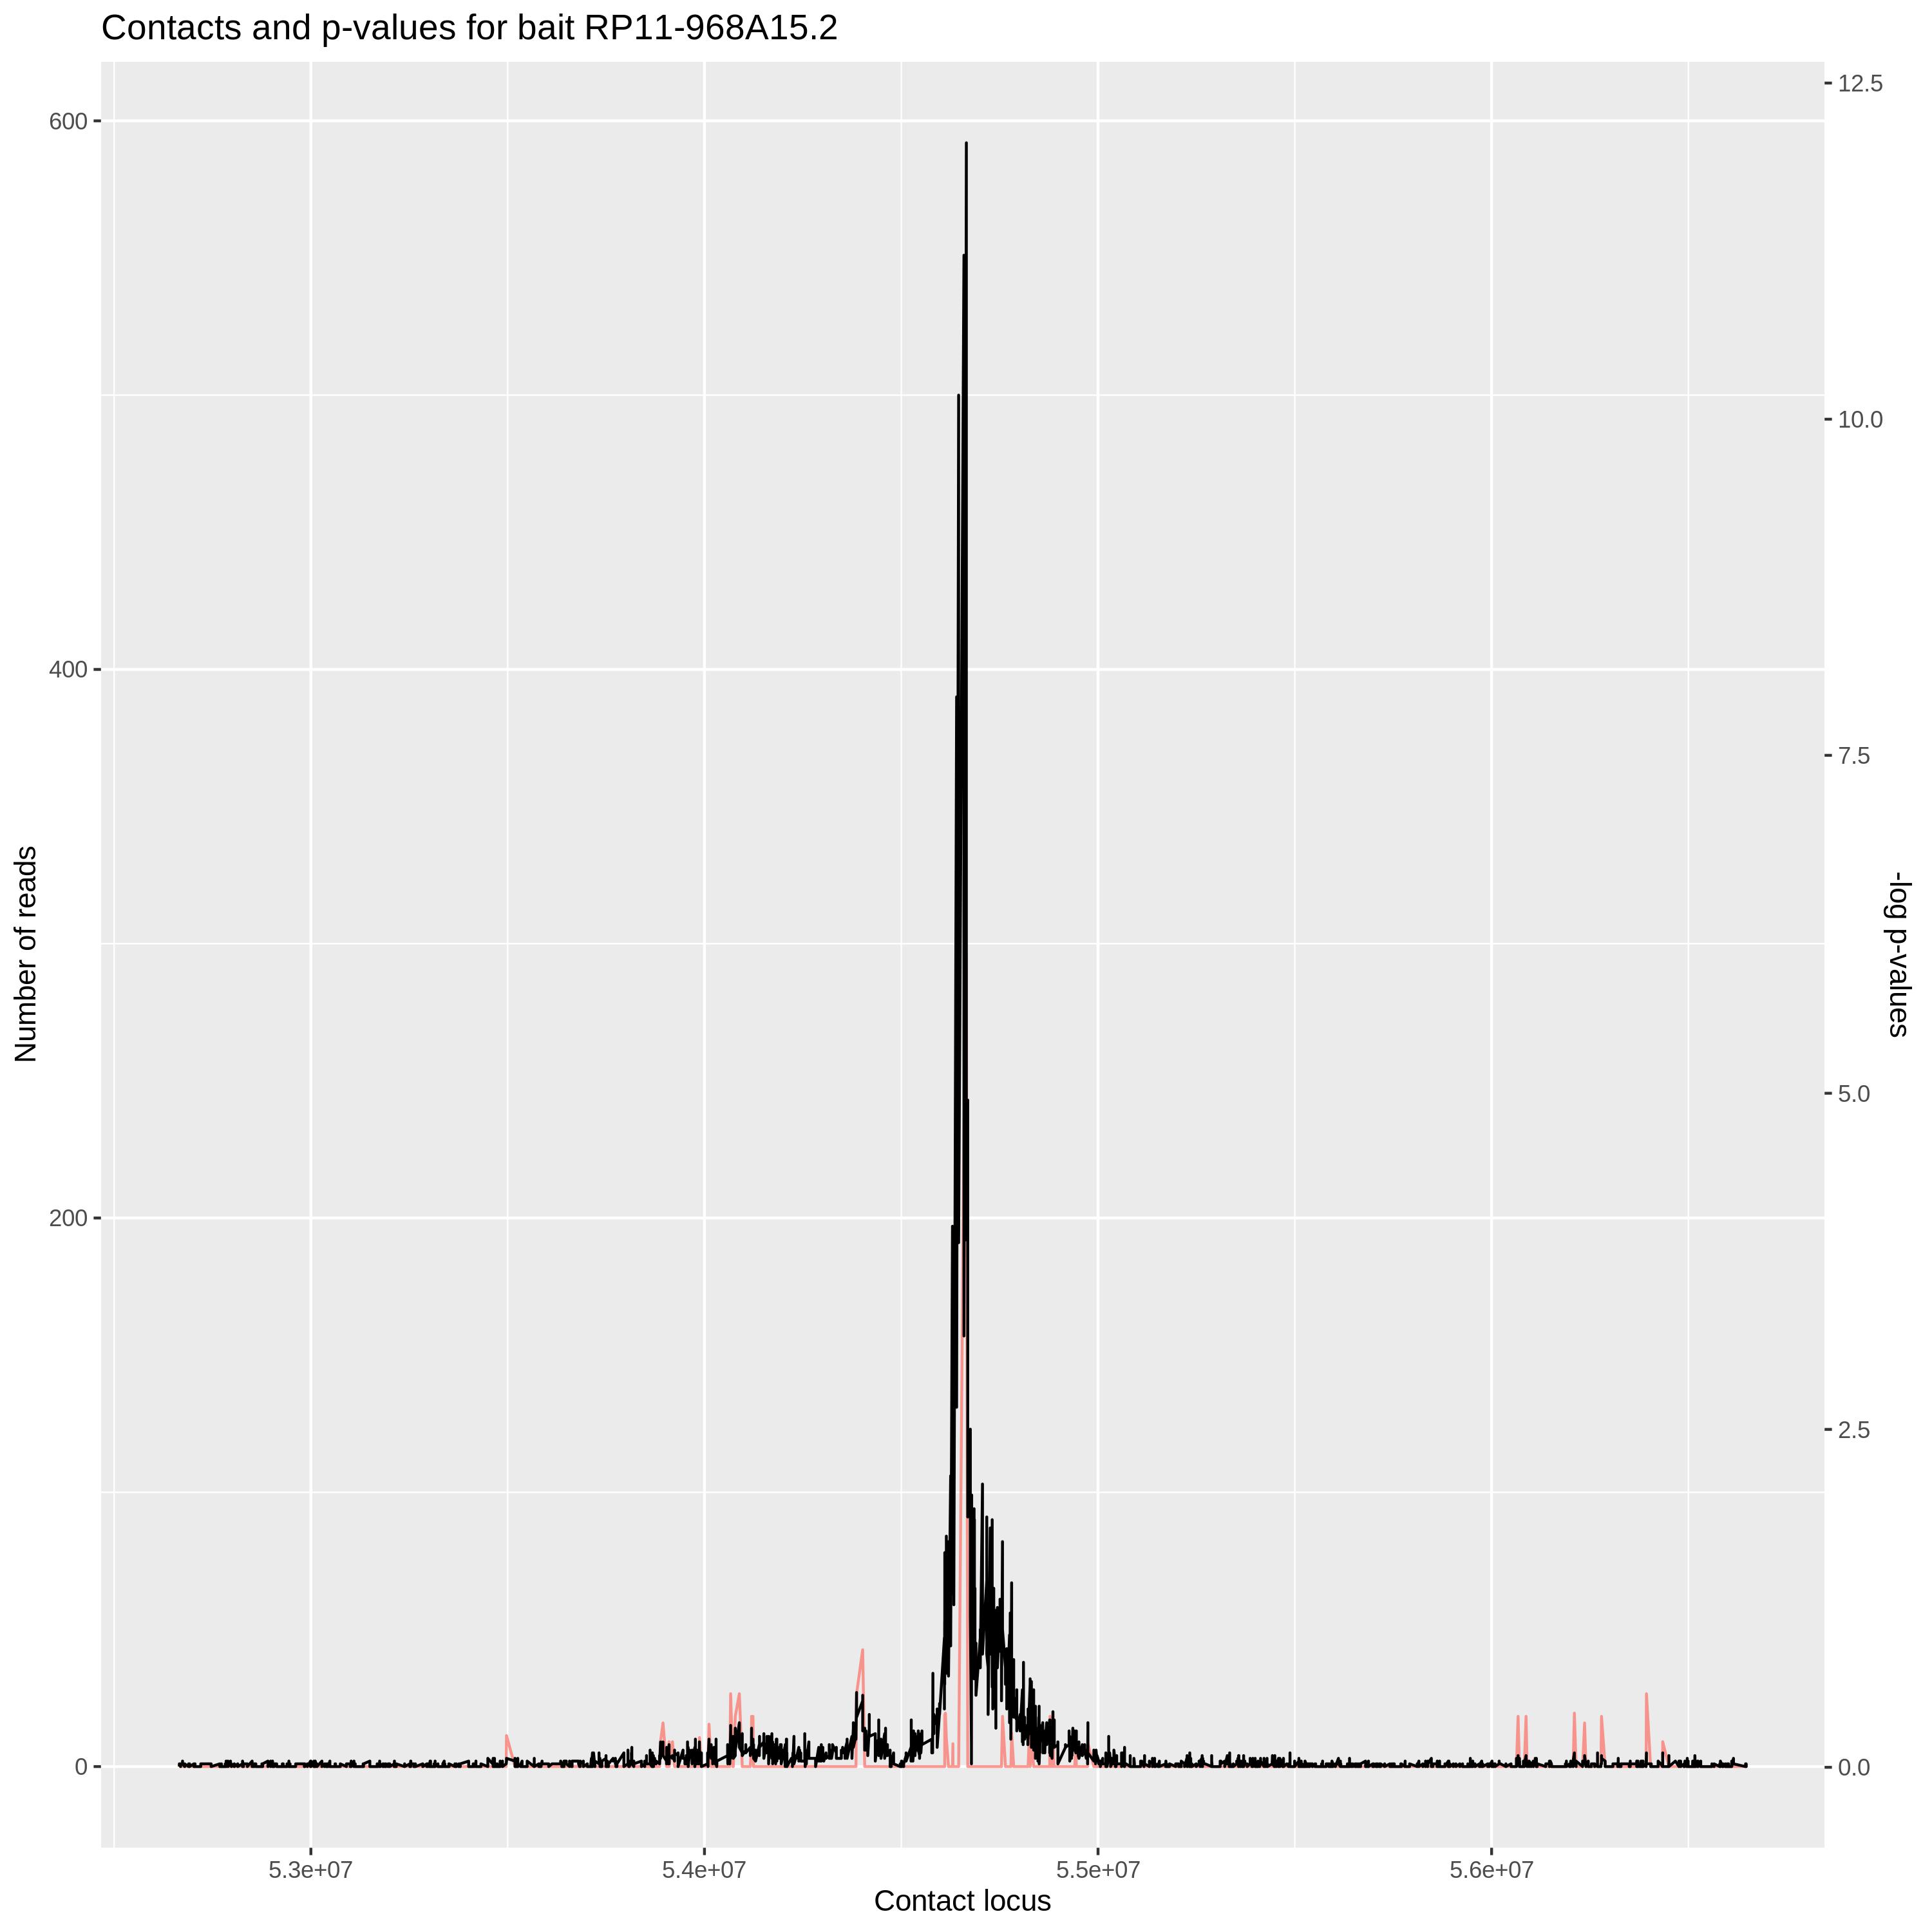 Contacts and p-values for bait RP11-968A15.2
600
400
200
0
Number of reads
12.5
10.0
7.5
5.0
2.5
0.0
-log p-values
5.3e+07
5.4e+07
5.5e+07
5.6e+07
Contact locus